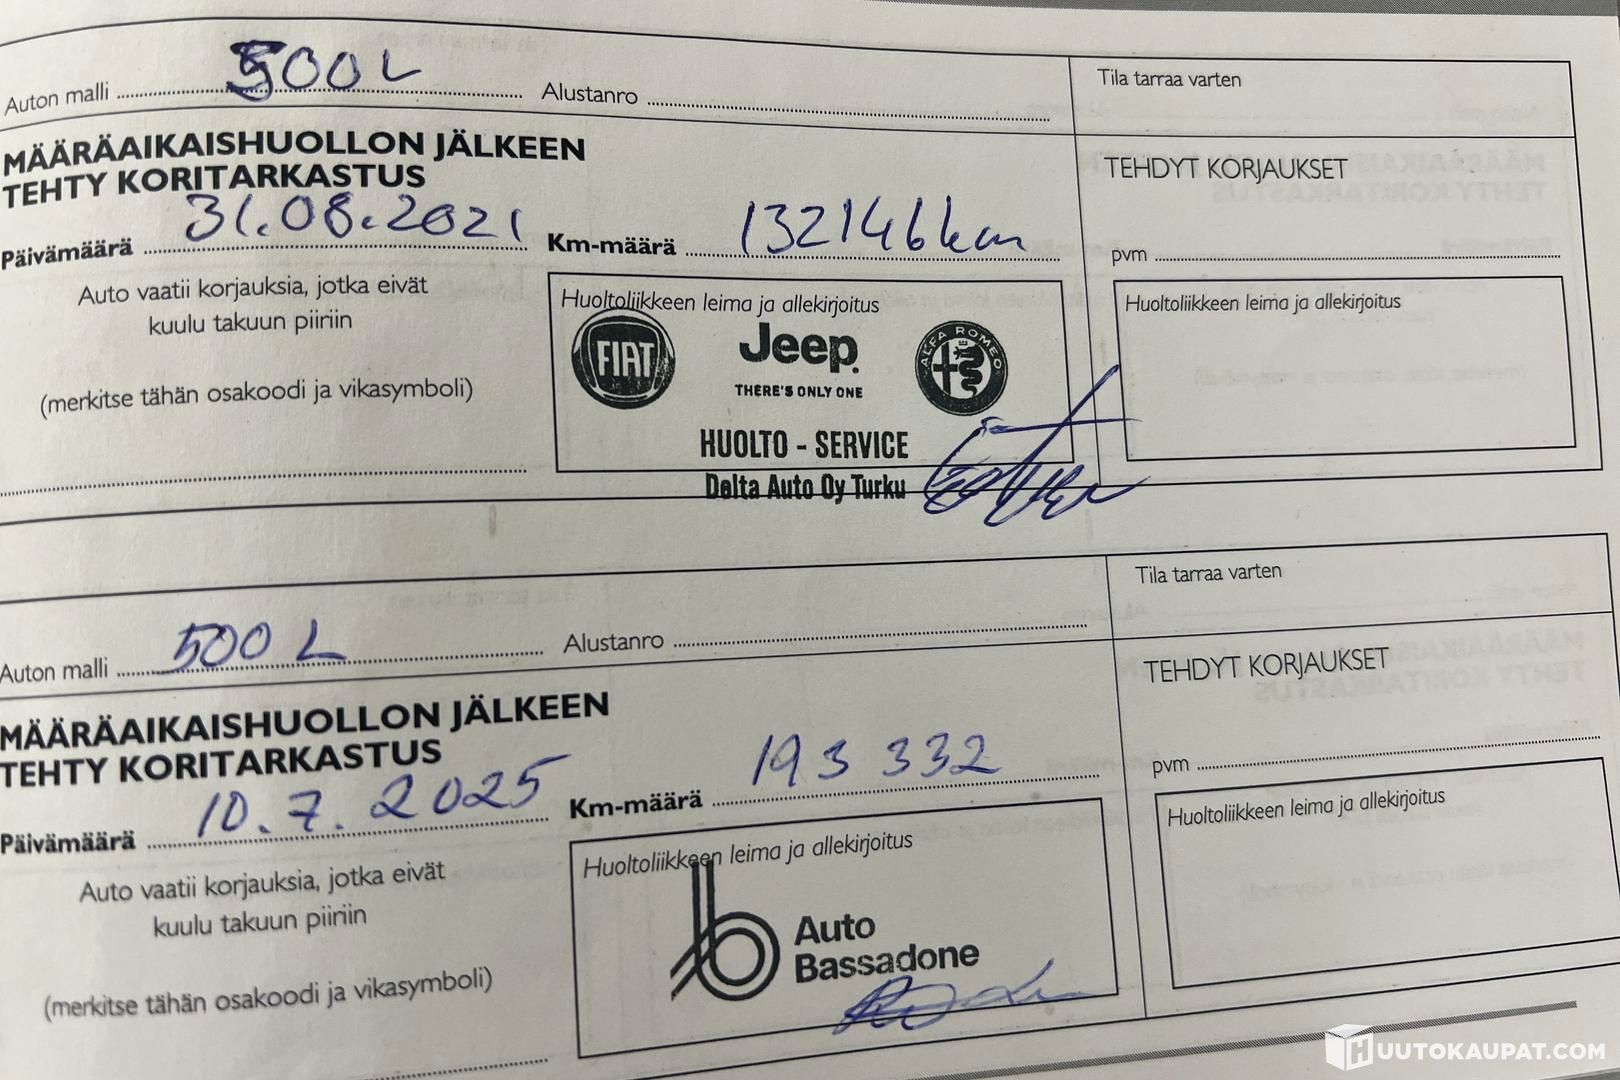 Auton malli 500L Alustanro
Tila tarraa varten
MÄÄRÄAIKAISHUOLLON JÄLKEEN
TEHTY KORITARKASTUS
TEHDYT KORJAUKSET
Päivämäärä 31.08.2021 Km-määrä 132146km
pvm
Auto vaatii korjauksia, jotka eivät
kuulu takuun piiriin
(merkitse tähän osakoodi ja vikasymboli)
Huoltoliikkeen leima ja allekirjoitus
FIAT
Jeep
THERE'S ONLY ONE
ALFA ROMEO
HUOLTO - SERVICE
Delta Auto Oy Turku
Huoltoliikkeen leima ja allekirjoitus
Auton malli 500 L Alustanro
Tila tarraa varten
MÄÄRÄAIKAISHUOLLON JÄLKEEN
TEHTY KORITARKASTUS
TEHDYT KORJAUKSET
Päivämäärä 10.7.2025 Km-määrä 193 332
pvm
Auto vaatii korjauksia, jotka eivät
kuulu takuun piiriin
(merkitse tähän osakoodi ja vikasymboli)
Huoltoliikkeen leima ja allekirjoitus
Auto
Bassadone
Huoltoliikkeen leima ja allekirjoitus
HUUTOKAUPAT.COM